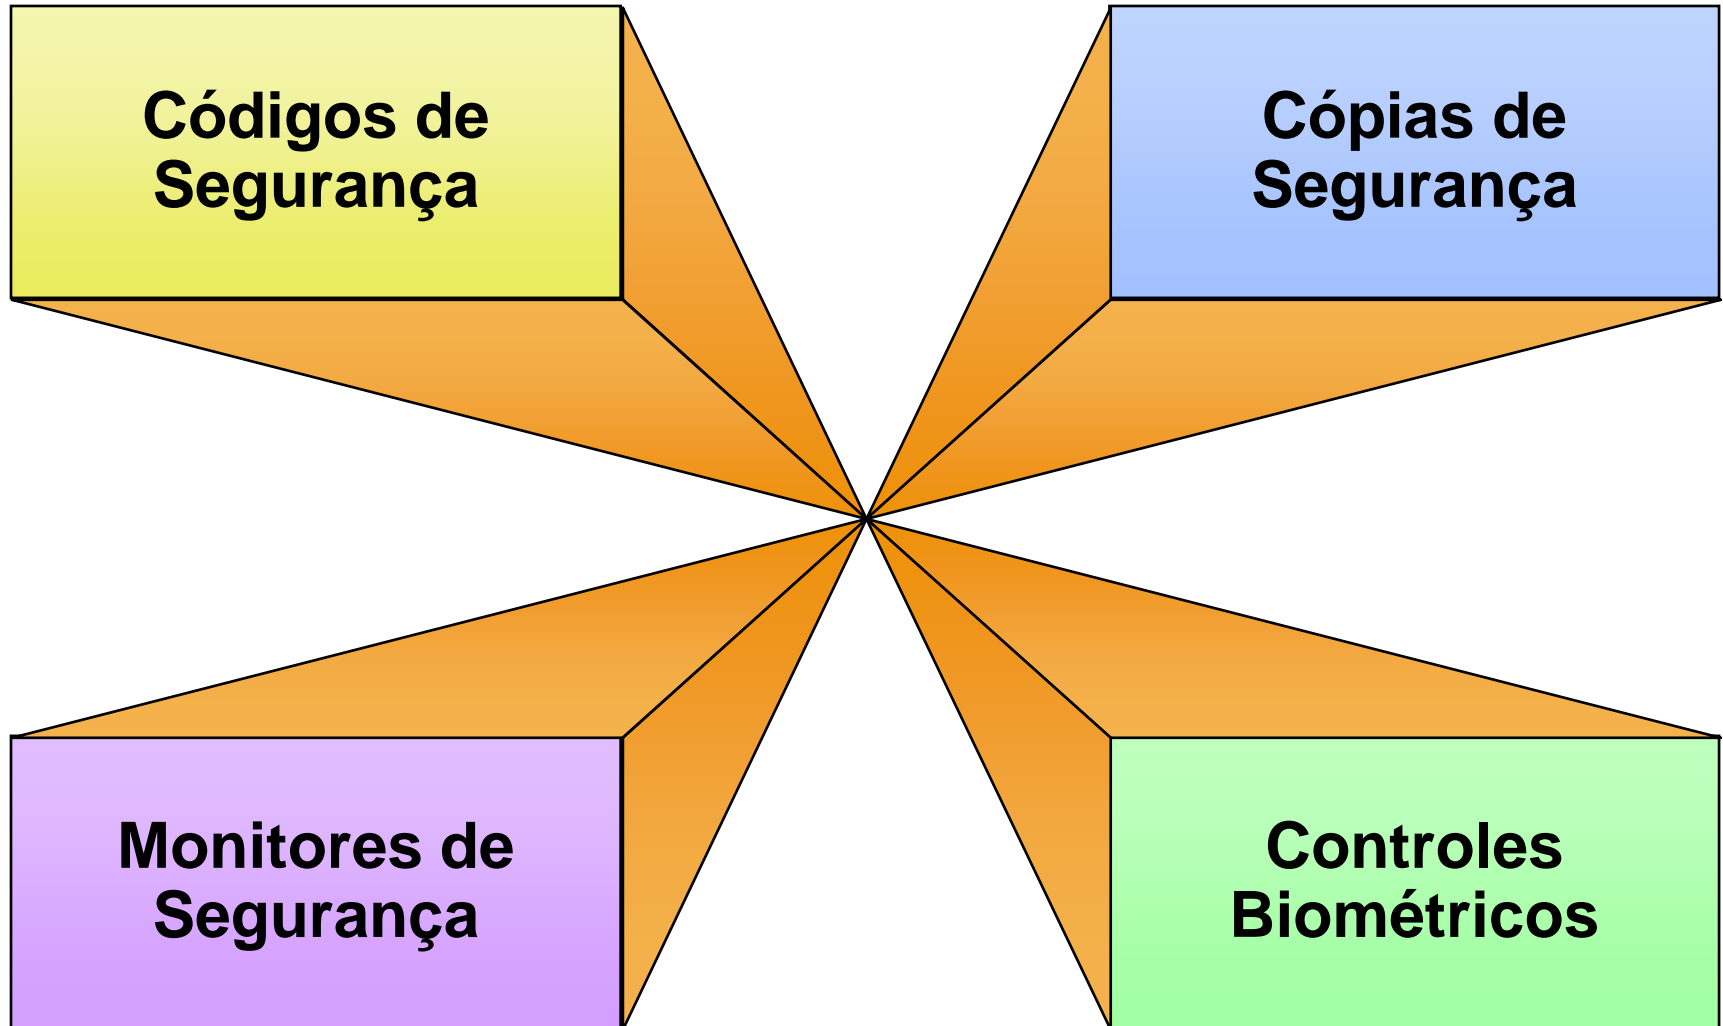 Códigos de
Segurança
Cópias de
Segurança
Monitores de
Segurança
Controles
Biométricos